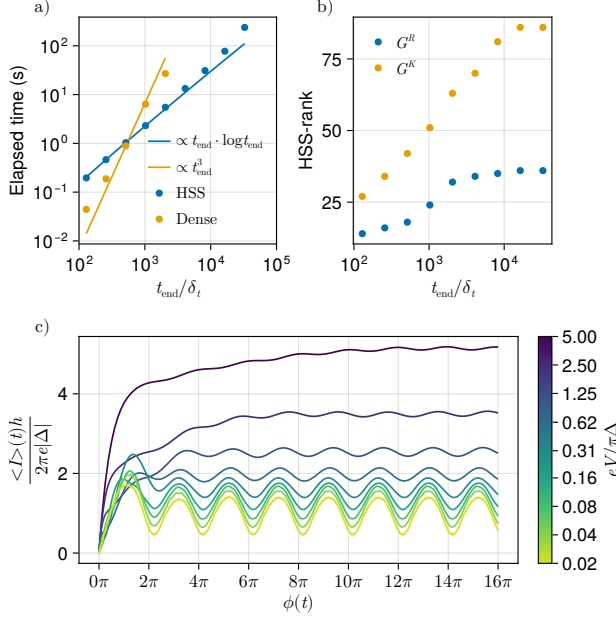 a)
Elapsed time (s)
10^2
10^1
10^0
10^-1
10^-2
10^2 10^3 10^4 10^5
t_end/δ_t
∝ t_end · log t_end
∝ t_end^3
HSS
Dense
b)
HSS-rank
75
50
25
10^2 10^3 10^4
t_end/δ_t
G^R
G^K
c)
<I>(t)h
2πe|Δ|
4
2
0
0π 2π 4π 6π 8π 10π 12π 14π 16π
ϕ(t)
5.00
2.50
1.25
0.62
0.31
0.16
0.08
0.04
0.02
eV/πΔ